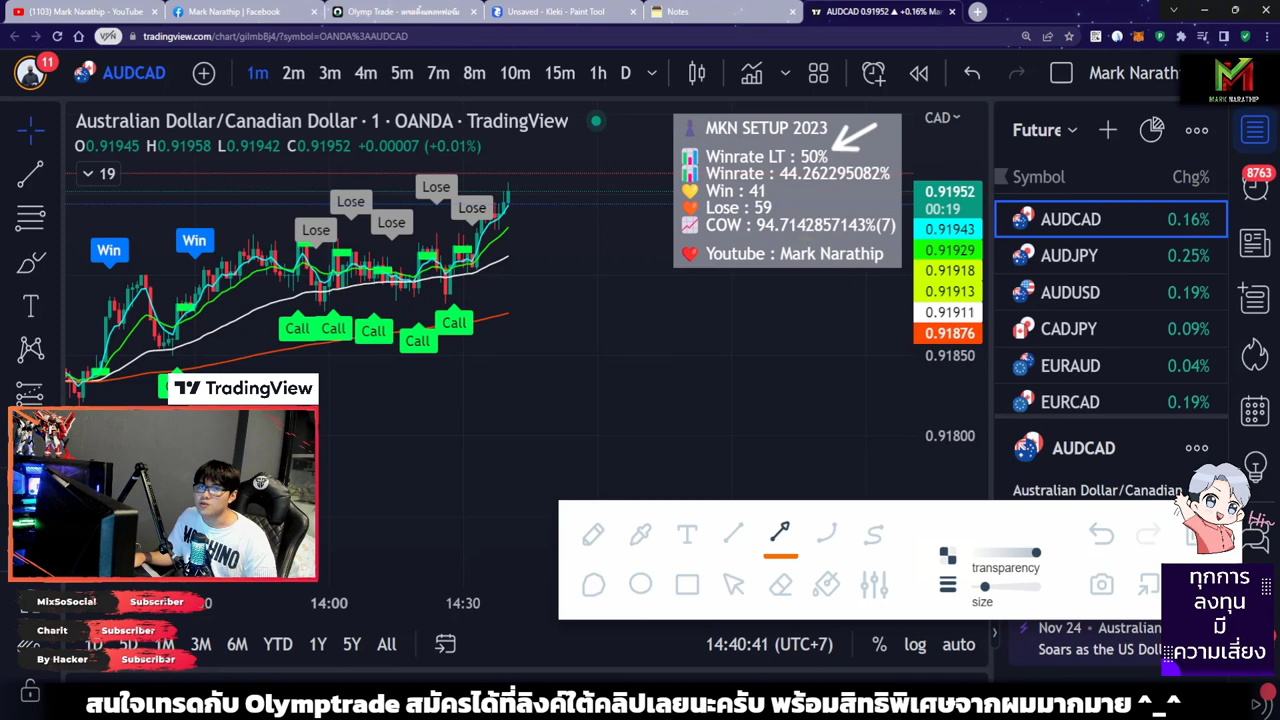 (1103) Mark Narathip - YouTube
Mark Narathip | Facebook
Unsaved - Kleki - Paint Tool
Notes
AUDCAD 0.91952 ▲ +0.16%
VPN
tradingview.com/chart/gilmbBj4/?symbol=OANDA%3AAUDCAD
11
AUDCAD
1m 2m 3m 4m 5m 7m 8m 10m 15m 1h D
Mark Narath
MARK NARATHIP
Australian Dollar/Canadian Dollar · 1 · OANDA · TradingView
O0.91945 H0.91958 L0.91942 C0.91952 +0.00007 (+0.01%)
19
MKN SETUP 2023
Winrate LT : 50%
Winrate : 44.262295082%
Win : 41
Lose : 59
COW : 94.7142857143%(7)
Youtube : Mark Narathip
CAD
0.91952
00:19
0.91943
0.91929
0.91918
0.91913
0.91911
0.91876
0.91850
0.91800
Win
Win
Lose
Lose
Lose
Lose
Lose
Call
Call
Call
Call
Call
TradingView
Future
Symbol Chg%
8763
AUDCAD 0.16%
AUDJPY 0.25%
AUDUSD 0.19%
CADJPY 0.09%
EURAUD 0.04%
EURCAD 0.19%
AUDCAD
Australian Dollar/Canadian
transparency
size
MixSoSocial Subscriber
Charit Subscriber
By Hacker Subscriber
14:00
14:30
1D 5D 1M 3M 6M YTD 1Y 5Y All
14:40:41 (UTC+7)
% log auto
Nov 24 • Australian
Soars as the US Dol
ทุกการ
ลงทุน
มี
ความเสี่ยง
สนใจเทรดกับ Olymptrade สมัครได้ที่ลิงค์ใต้คลิปเลยนะครับ พร้อมสิทธิพิเศษจากผมมากมาย ^_^